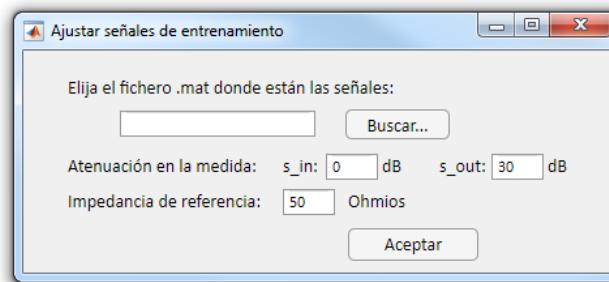 Ajustar señales de entrenamiento
Elija el fichero .mat donde están las señales:
Buscar...
Atenuación en la medida: s_in: 0 dB s_out: 30 dB
Impedancia de referencia: 50 Ohmios
Aceptar